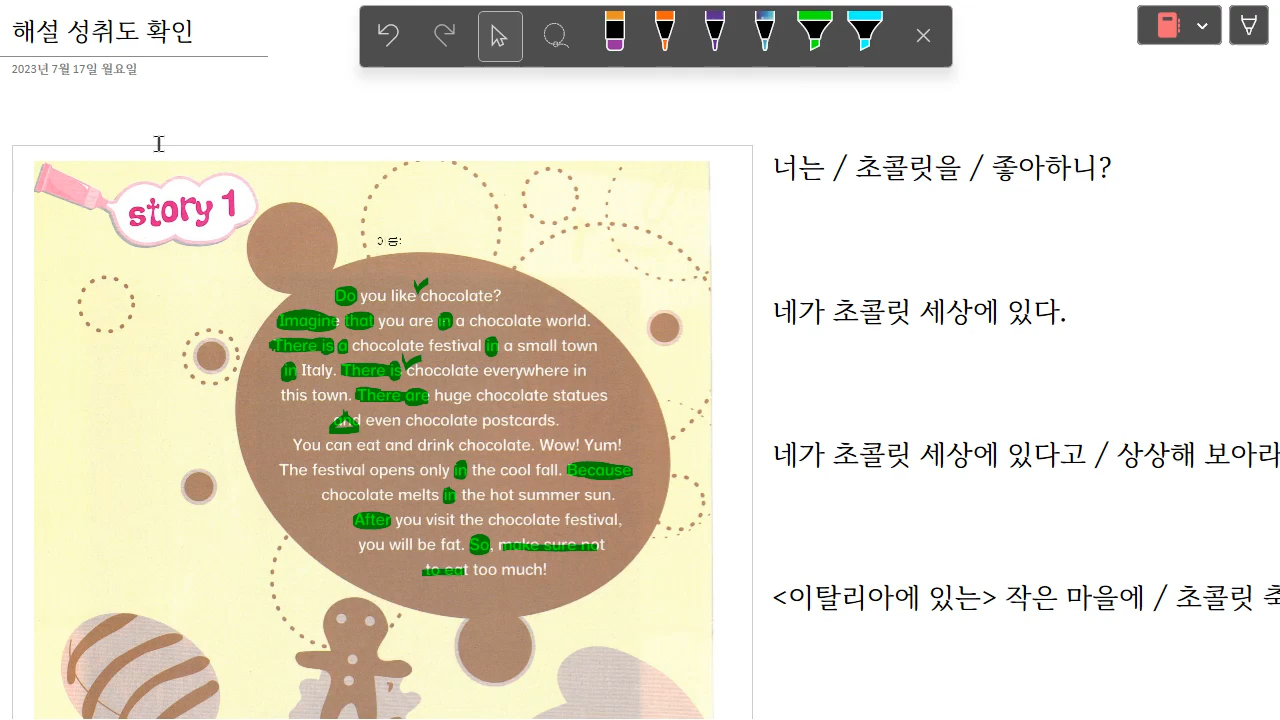 해설 성취도 확인
2023년 7월 17일 월요일
story 1
Do you like chocolate?
Imagine that you are in a chocolate world.
There is a chocolate festival in a small town
in Italy. There is chocolate everywhere in
this town. There are huge chocolate statues
and even chocolate postcards.
You can eat and drink chocolate. Wow! Yum!
The festival opens only in the cool fall. Because
chocolate melts in the hot summer sun.
After you visit the chocolate festival,
you will be fat. So, make sure not
to eat too much!
너는 / 초콜릿을 / 좋아하니?
네가 초콜릿 세상에 있다.
네가 초콜릿 세상에 있다고 / 상상해 보아라
<이탈리아에 있는> 작은 마을에 / 초콜릿